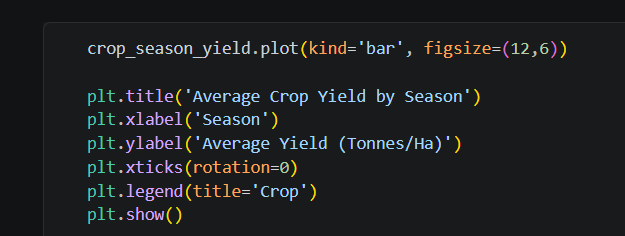 crop_season_yield.plot(kind='bar', figsize=(12,6))
plt.title('Average Crop Yield by Season')
plt.xlabel('Season')
plt.ylabel('Average Yield (Tonnes/Ha)')
plt.xticks(rotation=0)
plt.legend(title='Crop')
plt.show()